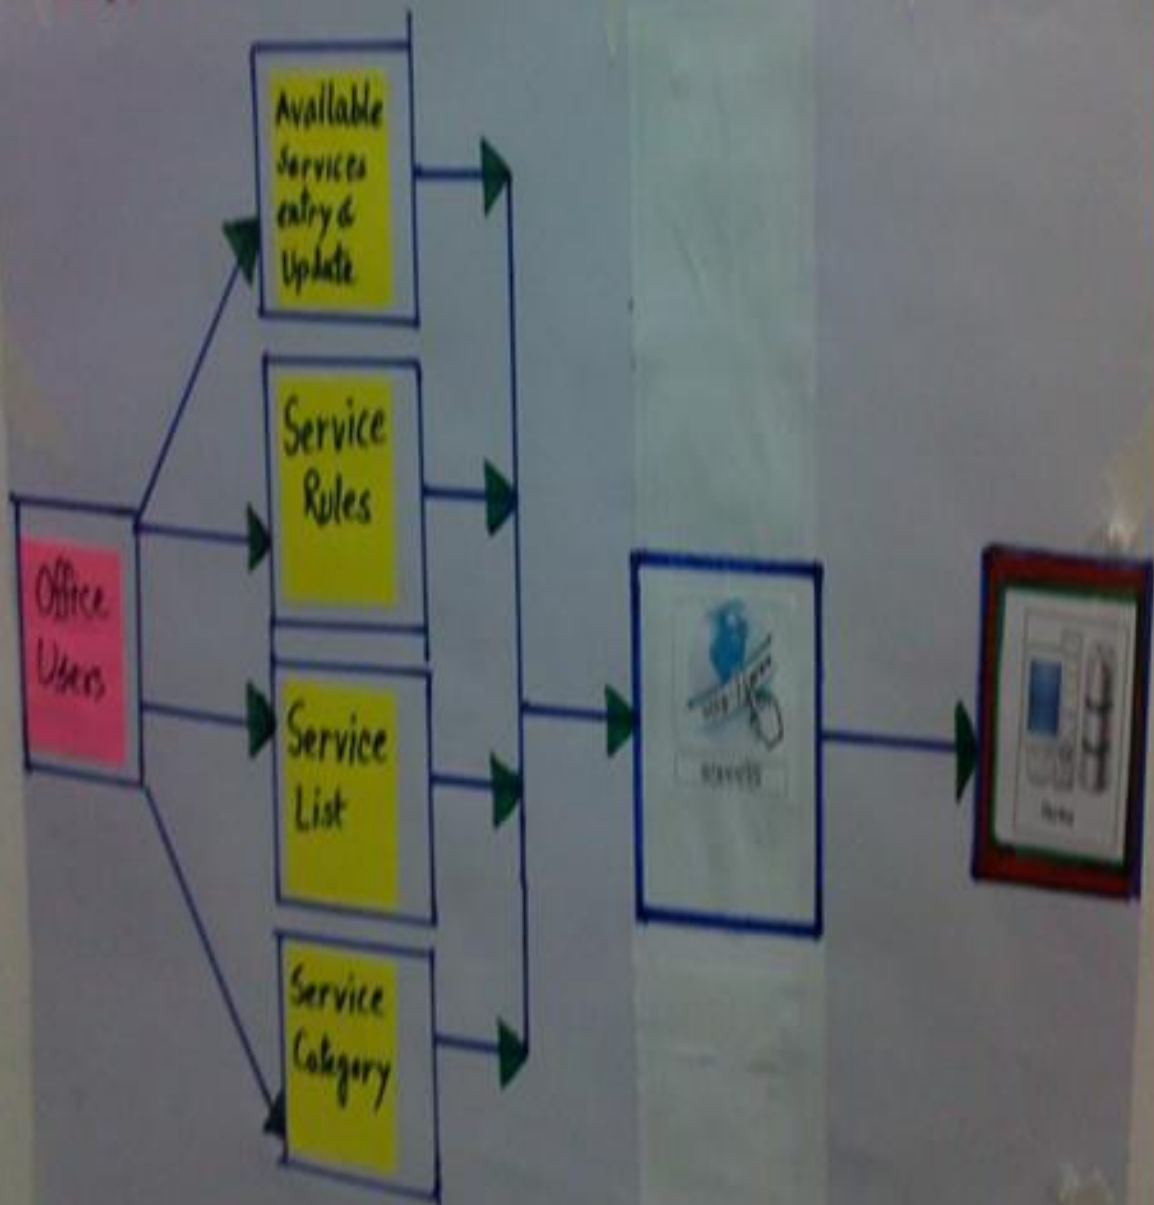 Office
Users
Available
Services
entry &
Update
Service
Rules
Service
List
Service
Category